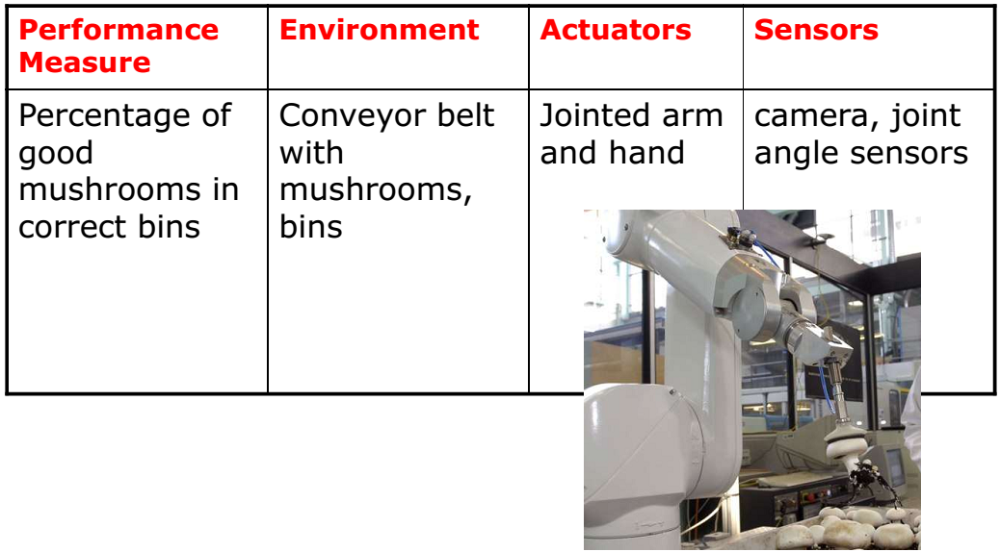 Performance
Measure
Environment
Actuators
Sensors
Percentage of
good
mushrooms in
correct bins
Conveyor belt
with
mushrooms,
bins
Jointed arm
and hand
camera, joint
angle sensors